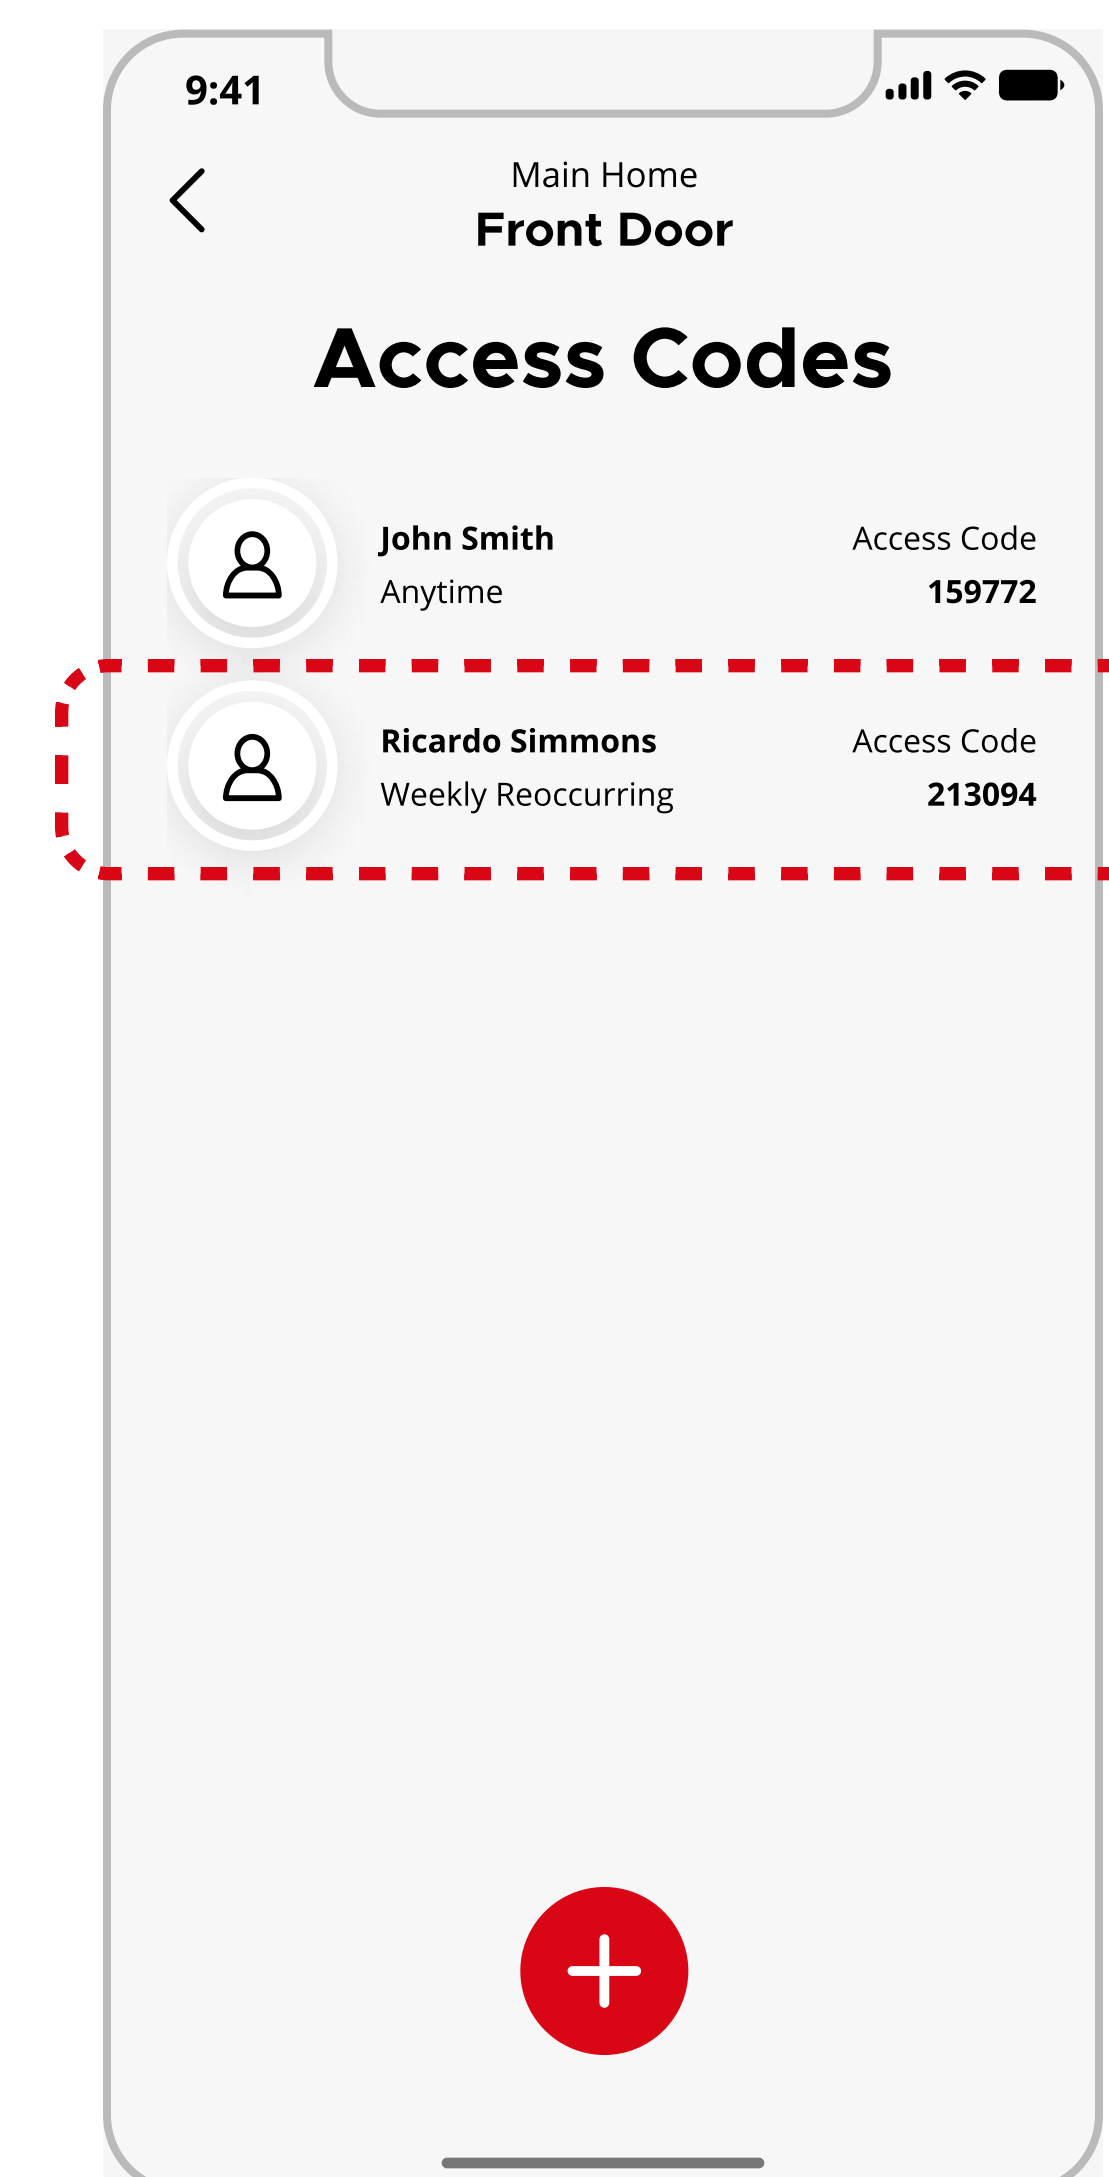 9:41
Main Home
Front Door
Access Codes
John Smith
Access Code
Anytime
159772
Ricardo Simmons
Access Code
Weekly Reoccurring
213094